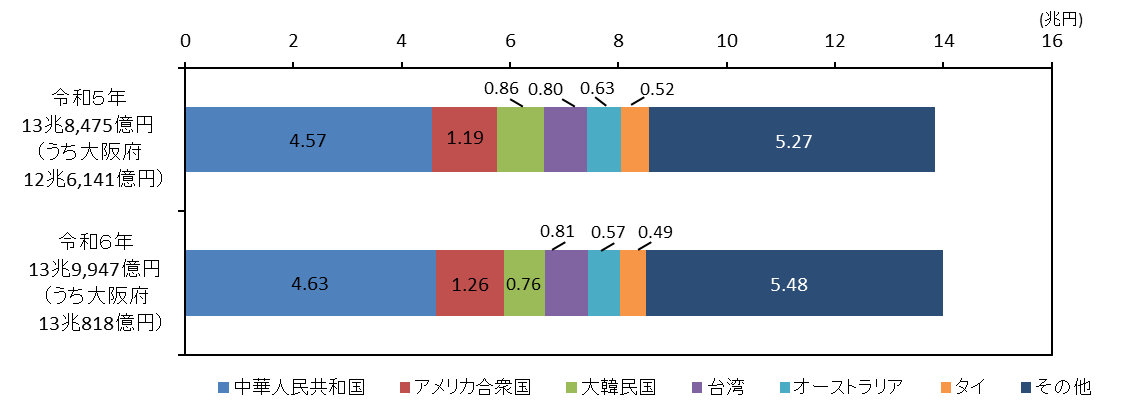 (兆円)
0 2 4 6 8 10 12 14 16
令和5年
13兆8,475億円
（うち大阪府
12兆6,141億円）
0.86 0.80 0.63 0.52
4.57 1.19 5.27
令和6年
13兆9,947億円
（うち大阪府
13兆818億円）
0.81 0.57 0.49
4.63 1.26 0.76 5.48
中華人民共和国 アメリカ合衆国 大韓民国 台湾 オーストラリア タイ その他